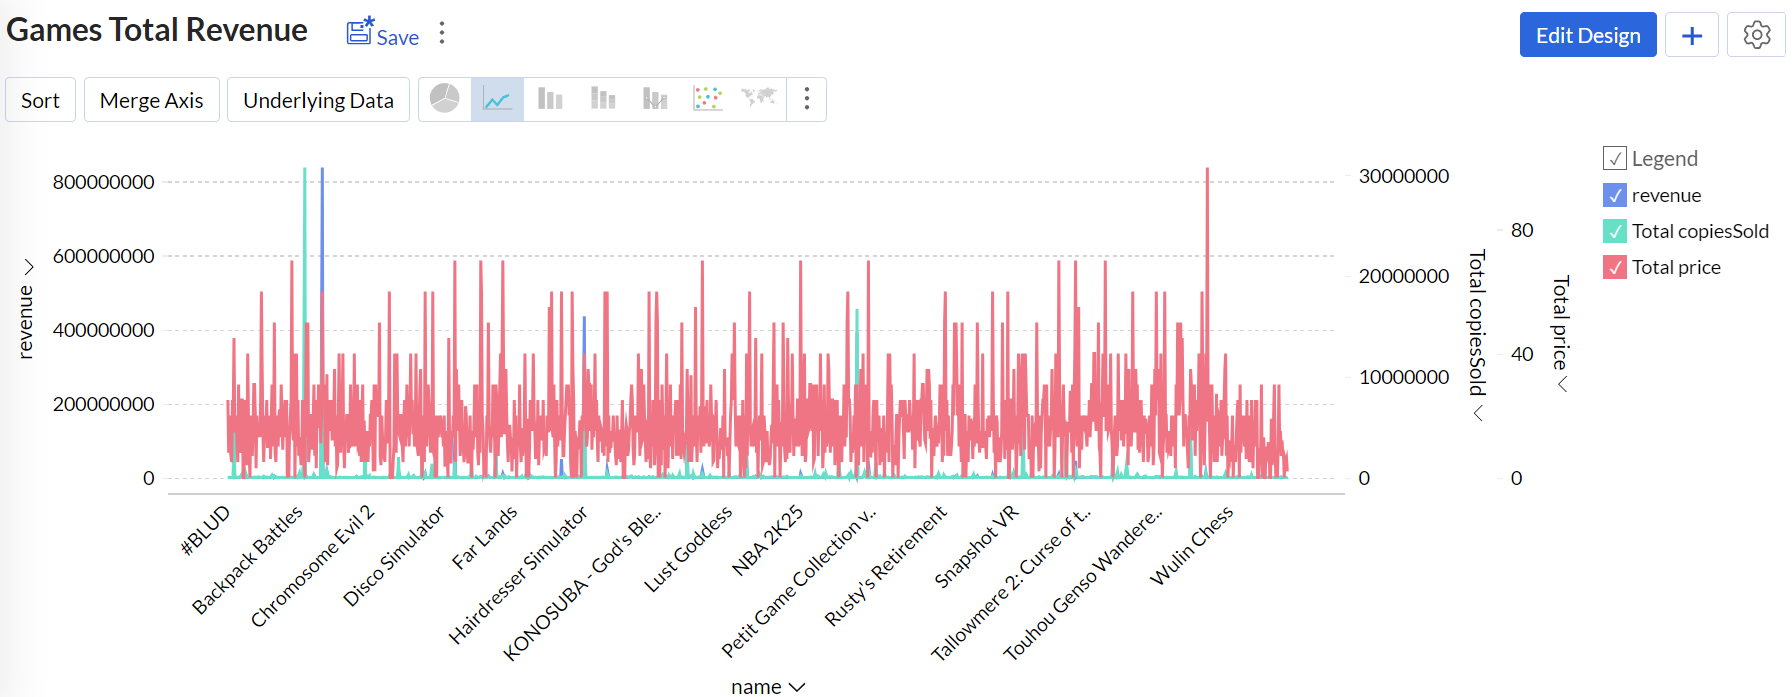 Games Total Revenue
Save
Edit Design
Sort
Merge Axis
Underlying Data
Legend
revenue
Total copiesSold
Total price
800000000
600000000
400000000
200000000
0
revenue
30000000
20000000
10000000
0
Total copiesSold
80
40
0
Total price
#BLUD
Backpack Battles
Chromosome Evil 2
Disco Simulator
Far Lands
Hairdresser Simulator
KONOSUBA - God's Ble..
Lust Goddess
NBA 2K25
Petit Game Collection v..
Rusty's Retirement
Snapshot VR
Tallowmere 2: Curse of t..
Touhou Genso Wandere..
Wulin Chess
name